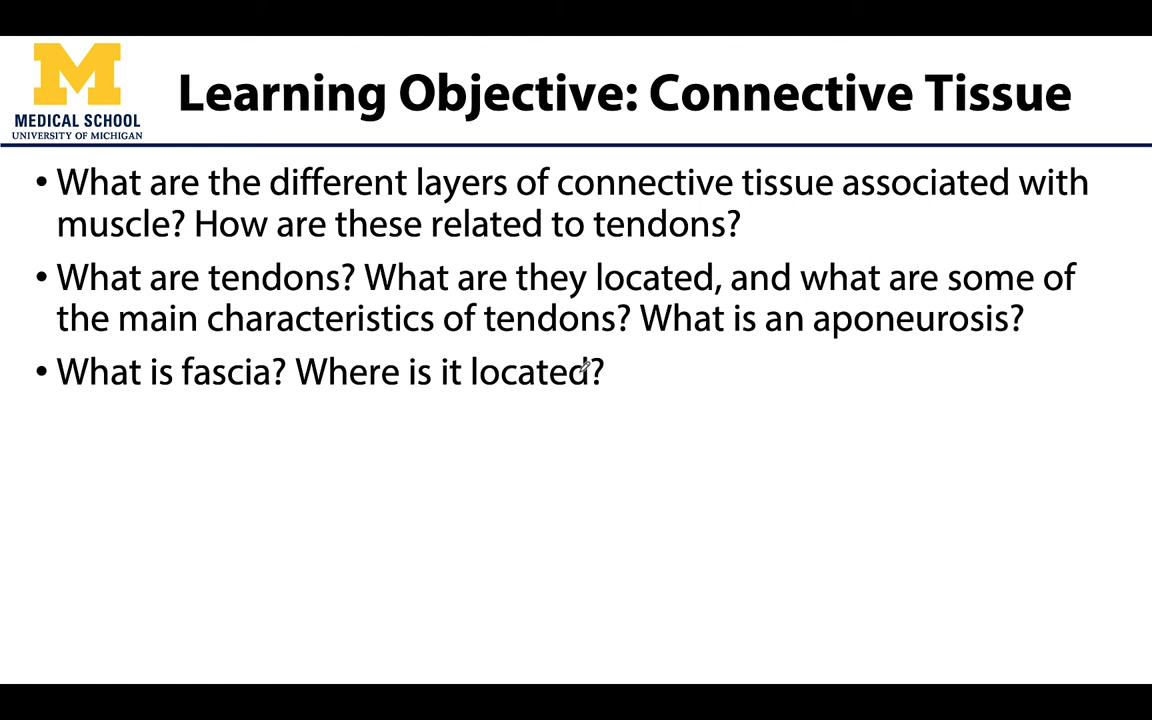 M
MEDICAL SCHOOL
UNIVERSITY OF MICHIGAN
Learning Objective: Connective Tissue
• What are the different layers of connective tissue associated with
muscle? How are these related to tendons?
• What are tendons? What are they located, and what are some of
the main characteristics of tendons? What is an aponeurosis?
• What is fascia? Where is it located?